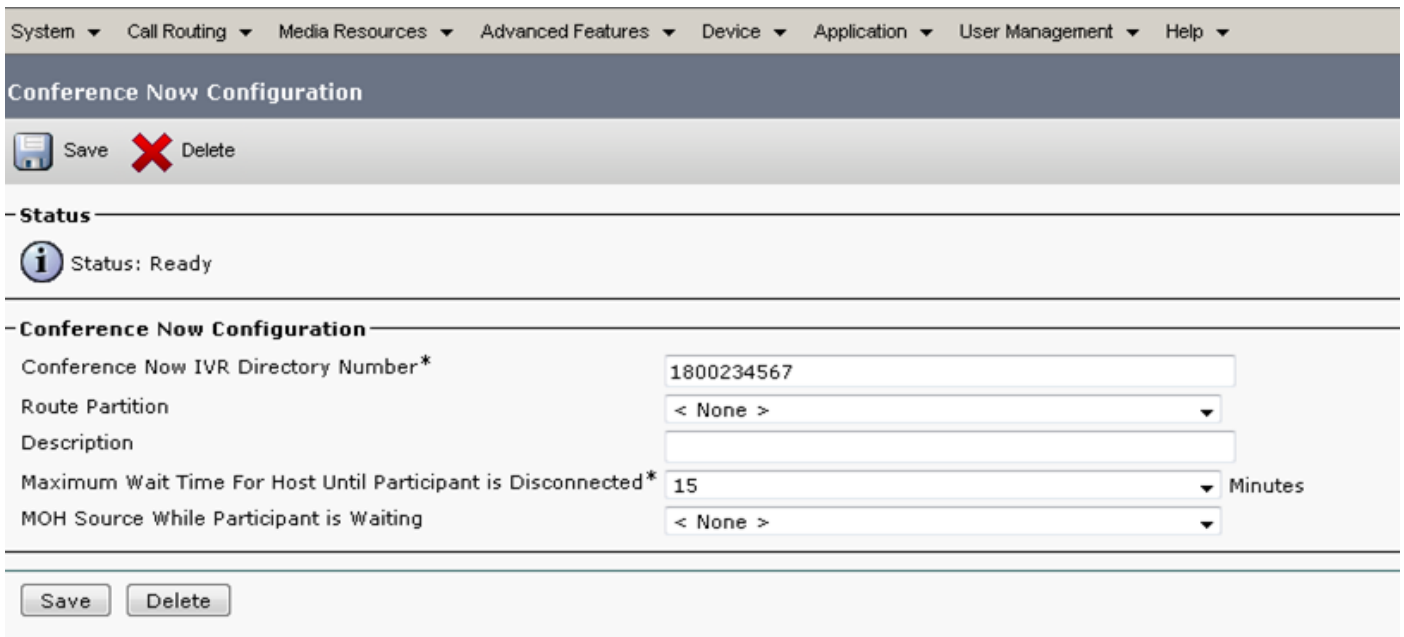 System Call Routing Media Resources Advanced Features Device Application User Management Help
Conference Now Configuration
Save Delete
Status
i Status: Ready
Conference Now Configuration
Conference Now IVR Directory Number* 1800234567
Route Partition < None >
Description
Maximum Wait Time For Host Until Participant is Disconnected* 15 Minutes
MOH Source While Participant is Waiting < None >
Save Delete